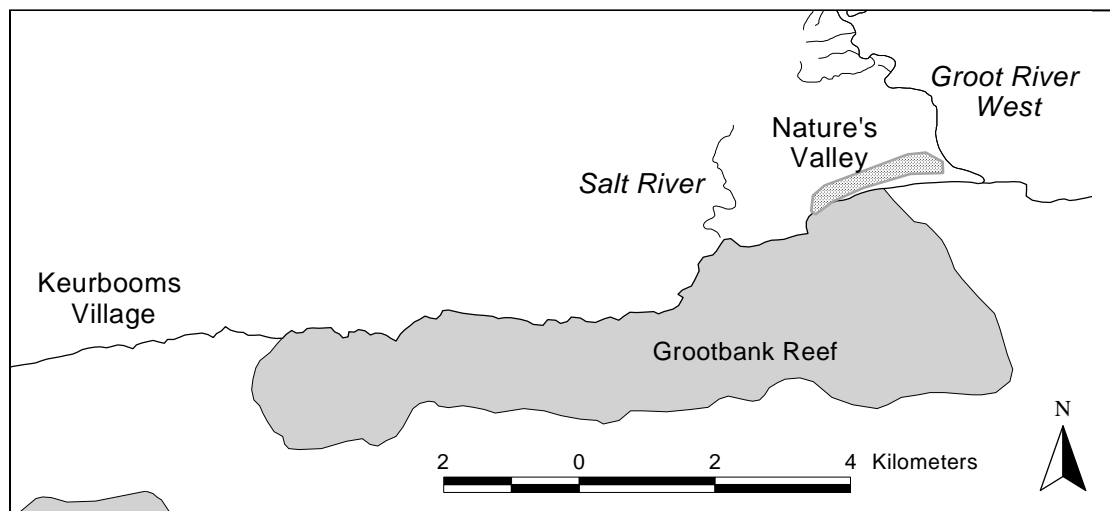 Groot River
West
Nature's
Valley
Salt River
Keurbooms
Village
Grootbank Reef
N
2 0 2 4 Kilometers